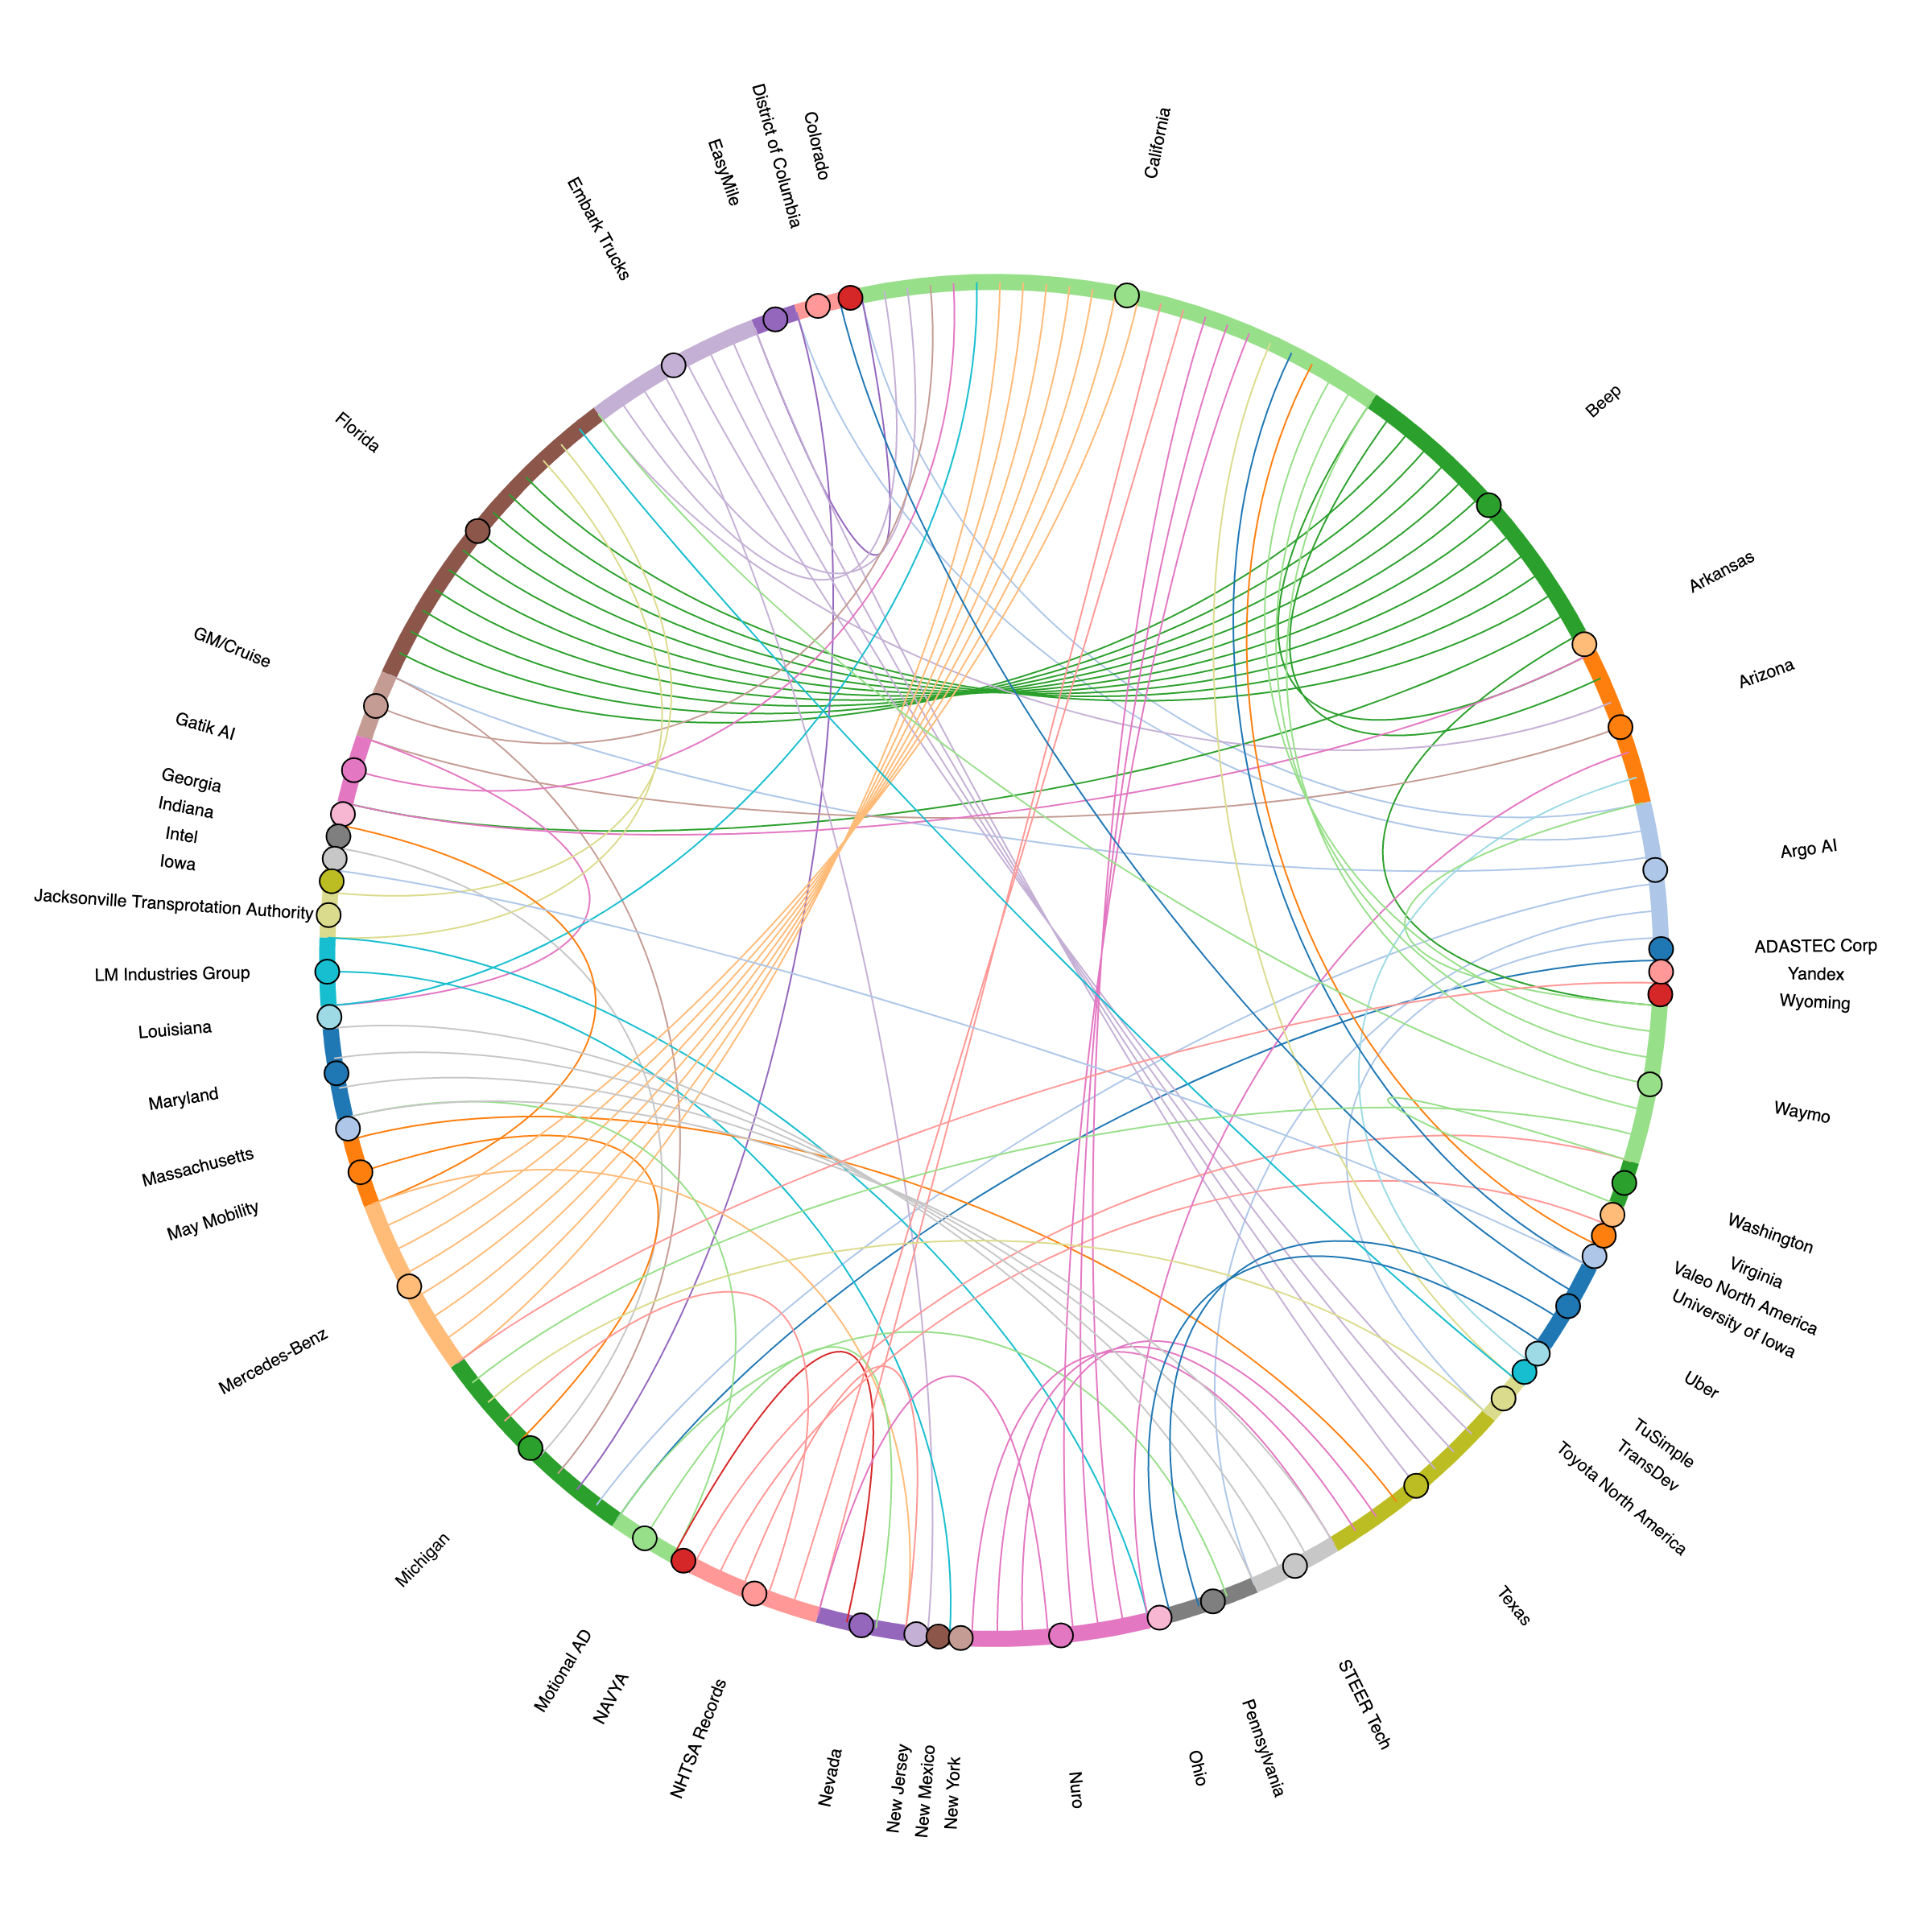 California
Colorado
District of Columbia
EasyMile
Embark Trucks
Florida
GM/Cruise
Gatik AI
Georgia
Indiana
Intel
Iowa
Jacksonville Transprotation Authority
LM Industries Group
Louisiana
Maryland
Massachusetts
May Mobility
Mercedes-Benz
Michigan
Motional AD
NAVYA
NHTSA Records
Nevada
New Jersey
New Mexico
New York
Nuro
Ohio
Pennsylvania
STEER Tech
Texas
Toyota North America
TransDev
TuSimple
Uber
University of Iowa
Valeo North America
Virginia
Washington
Waymo
Wyoming
Yandex
ADASTEC Corp
Argo AI
Arizona
Arkansas
Beep